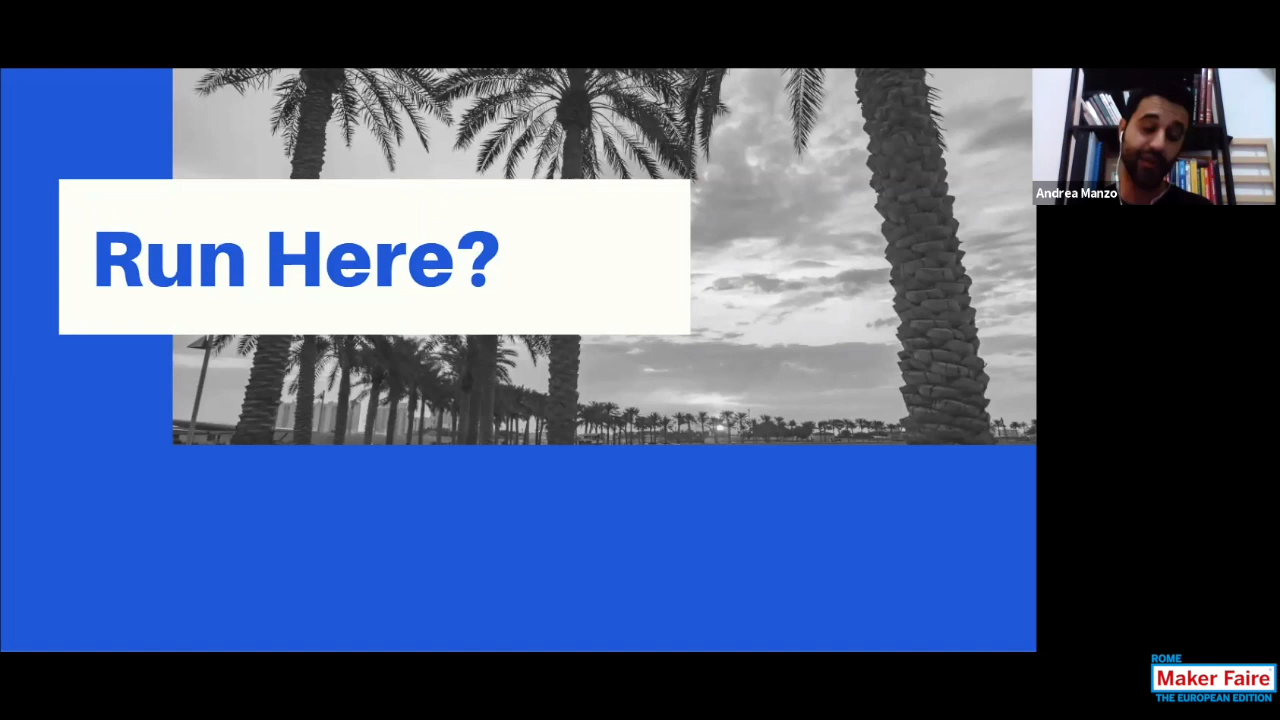 Run Here?
Andrea Manzo
ROME
Maker Faire
THE EUROPEAN EDITION